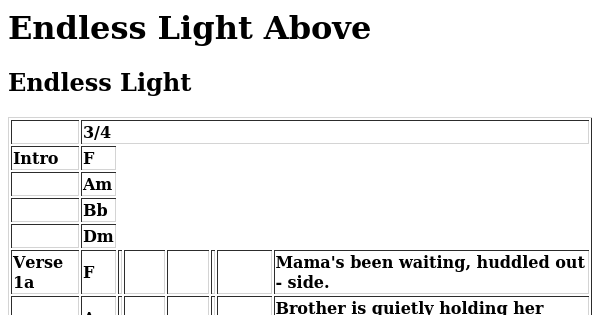 Endless Light Above
Endless Light
3/4
Intro F
Am
Bb
Dm
Verse 1a F Mama's been waiting, huddled out
- side.
Brother is quietly holding her